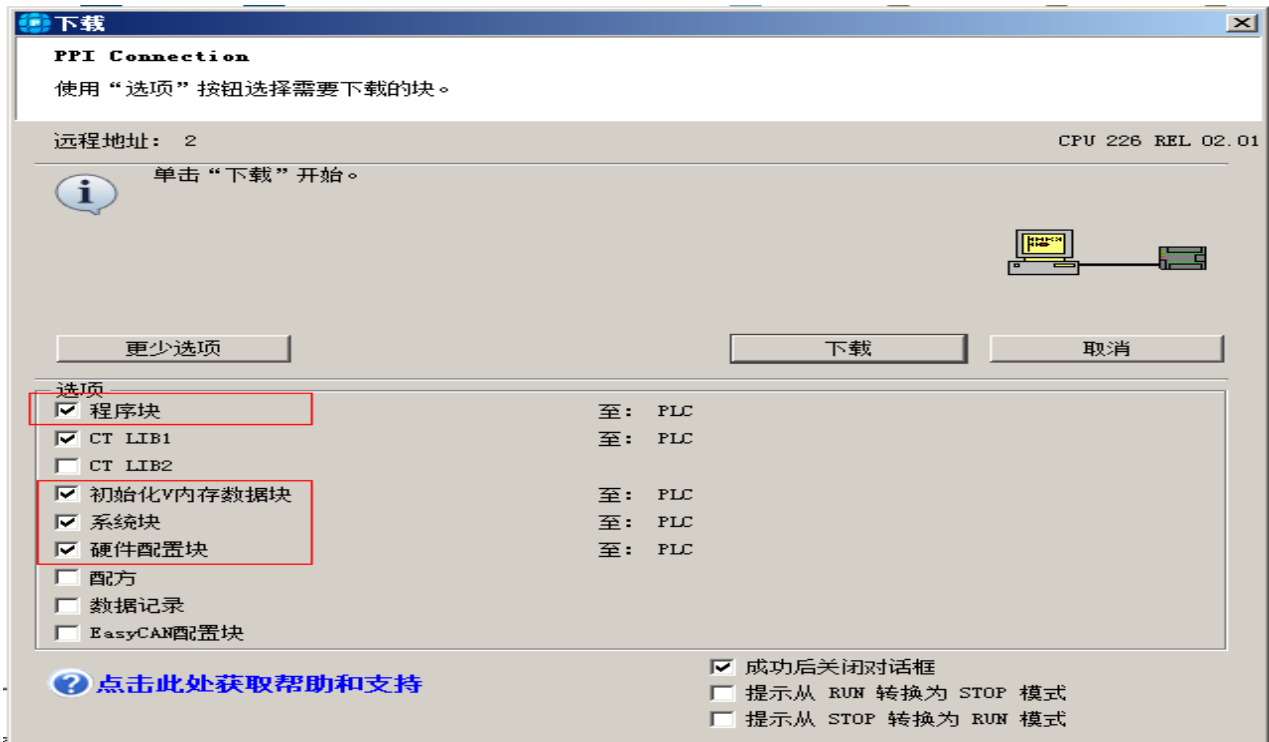 下载
PPI Connection
使用“选项”按钮选择需要下载的块。
远程地址: 2 CPU 226 REL 02.01
单击“下载”开始。
更少选项 下载 取消
选项
程序块 至: PLC
CT LIB1 至: PLC
CT LIB2
初始化V内存数据块 至: PLC
系统块 至: PLC
硬件配置块 至: PLC
配方
数据记录
EasyCAN配置块
点击此处获取帮助和支持
成功后关闭对话框
提示从 RUN 转换为 STOP 模式
提示从 STOP 转换为 RUN 模式